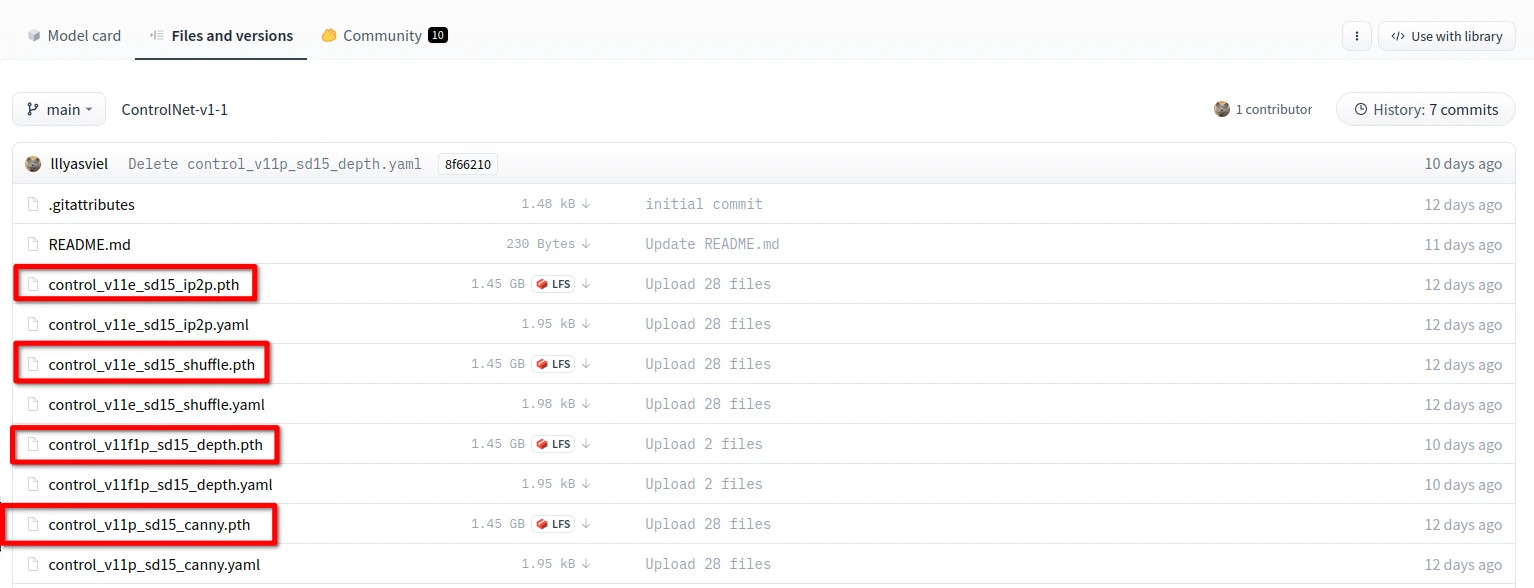 Model card Files and versions Community 10 Use with library
main ControlNet-v1-1 1 contributor History: 7 commits
lllyasviel Delete control_v11p_sd15_depth.yaml 8f66210 10 days ago
.gitattributes 1.48 kB initial commit 12 days ago
README.md 230 Bytes Update README.md 11 days ago
control_v11e_sd15_ip2p.pth 1.45 GB LFS Upload 28 files 12 days ago
control_v11e_sd15_ip2p.yaml 1.95 kB Upload 28 files 12 days ago
control_v11e_sd15_shuffle.pth 1.45 GB LFS Upload 28 files 12 days ago
control_v11e_sd15_shuffle.yaml 1.98 kB Upload 28 files 12 days ago
control_v11f1p_sd15_depth.pth 1.45 GB LFS Upload 2 files 10 days ago
control_v11f1p_sd15_depth.yaml 1.95 kB Upload 2 files 10 days ago
control_v11p_sd15_canny.pth 1.45 GB LFS Upload 28 files 12 days ago
control_v11p_sd15_canny.yaml 1.95 kB Upload 28 files 12 days ago